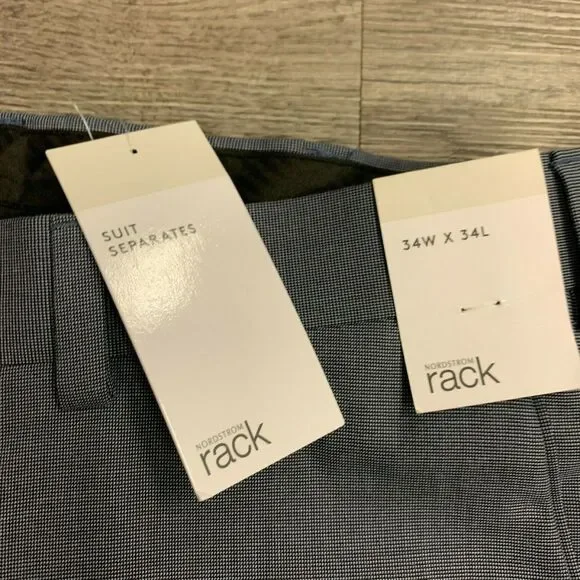 SUIT
SEPARATES
NORDSTROM
rack
34W X 34L
NORDSTROM
rack